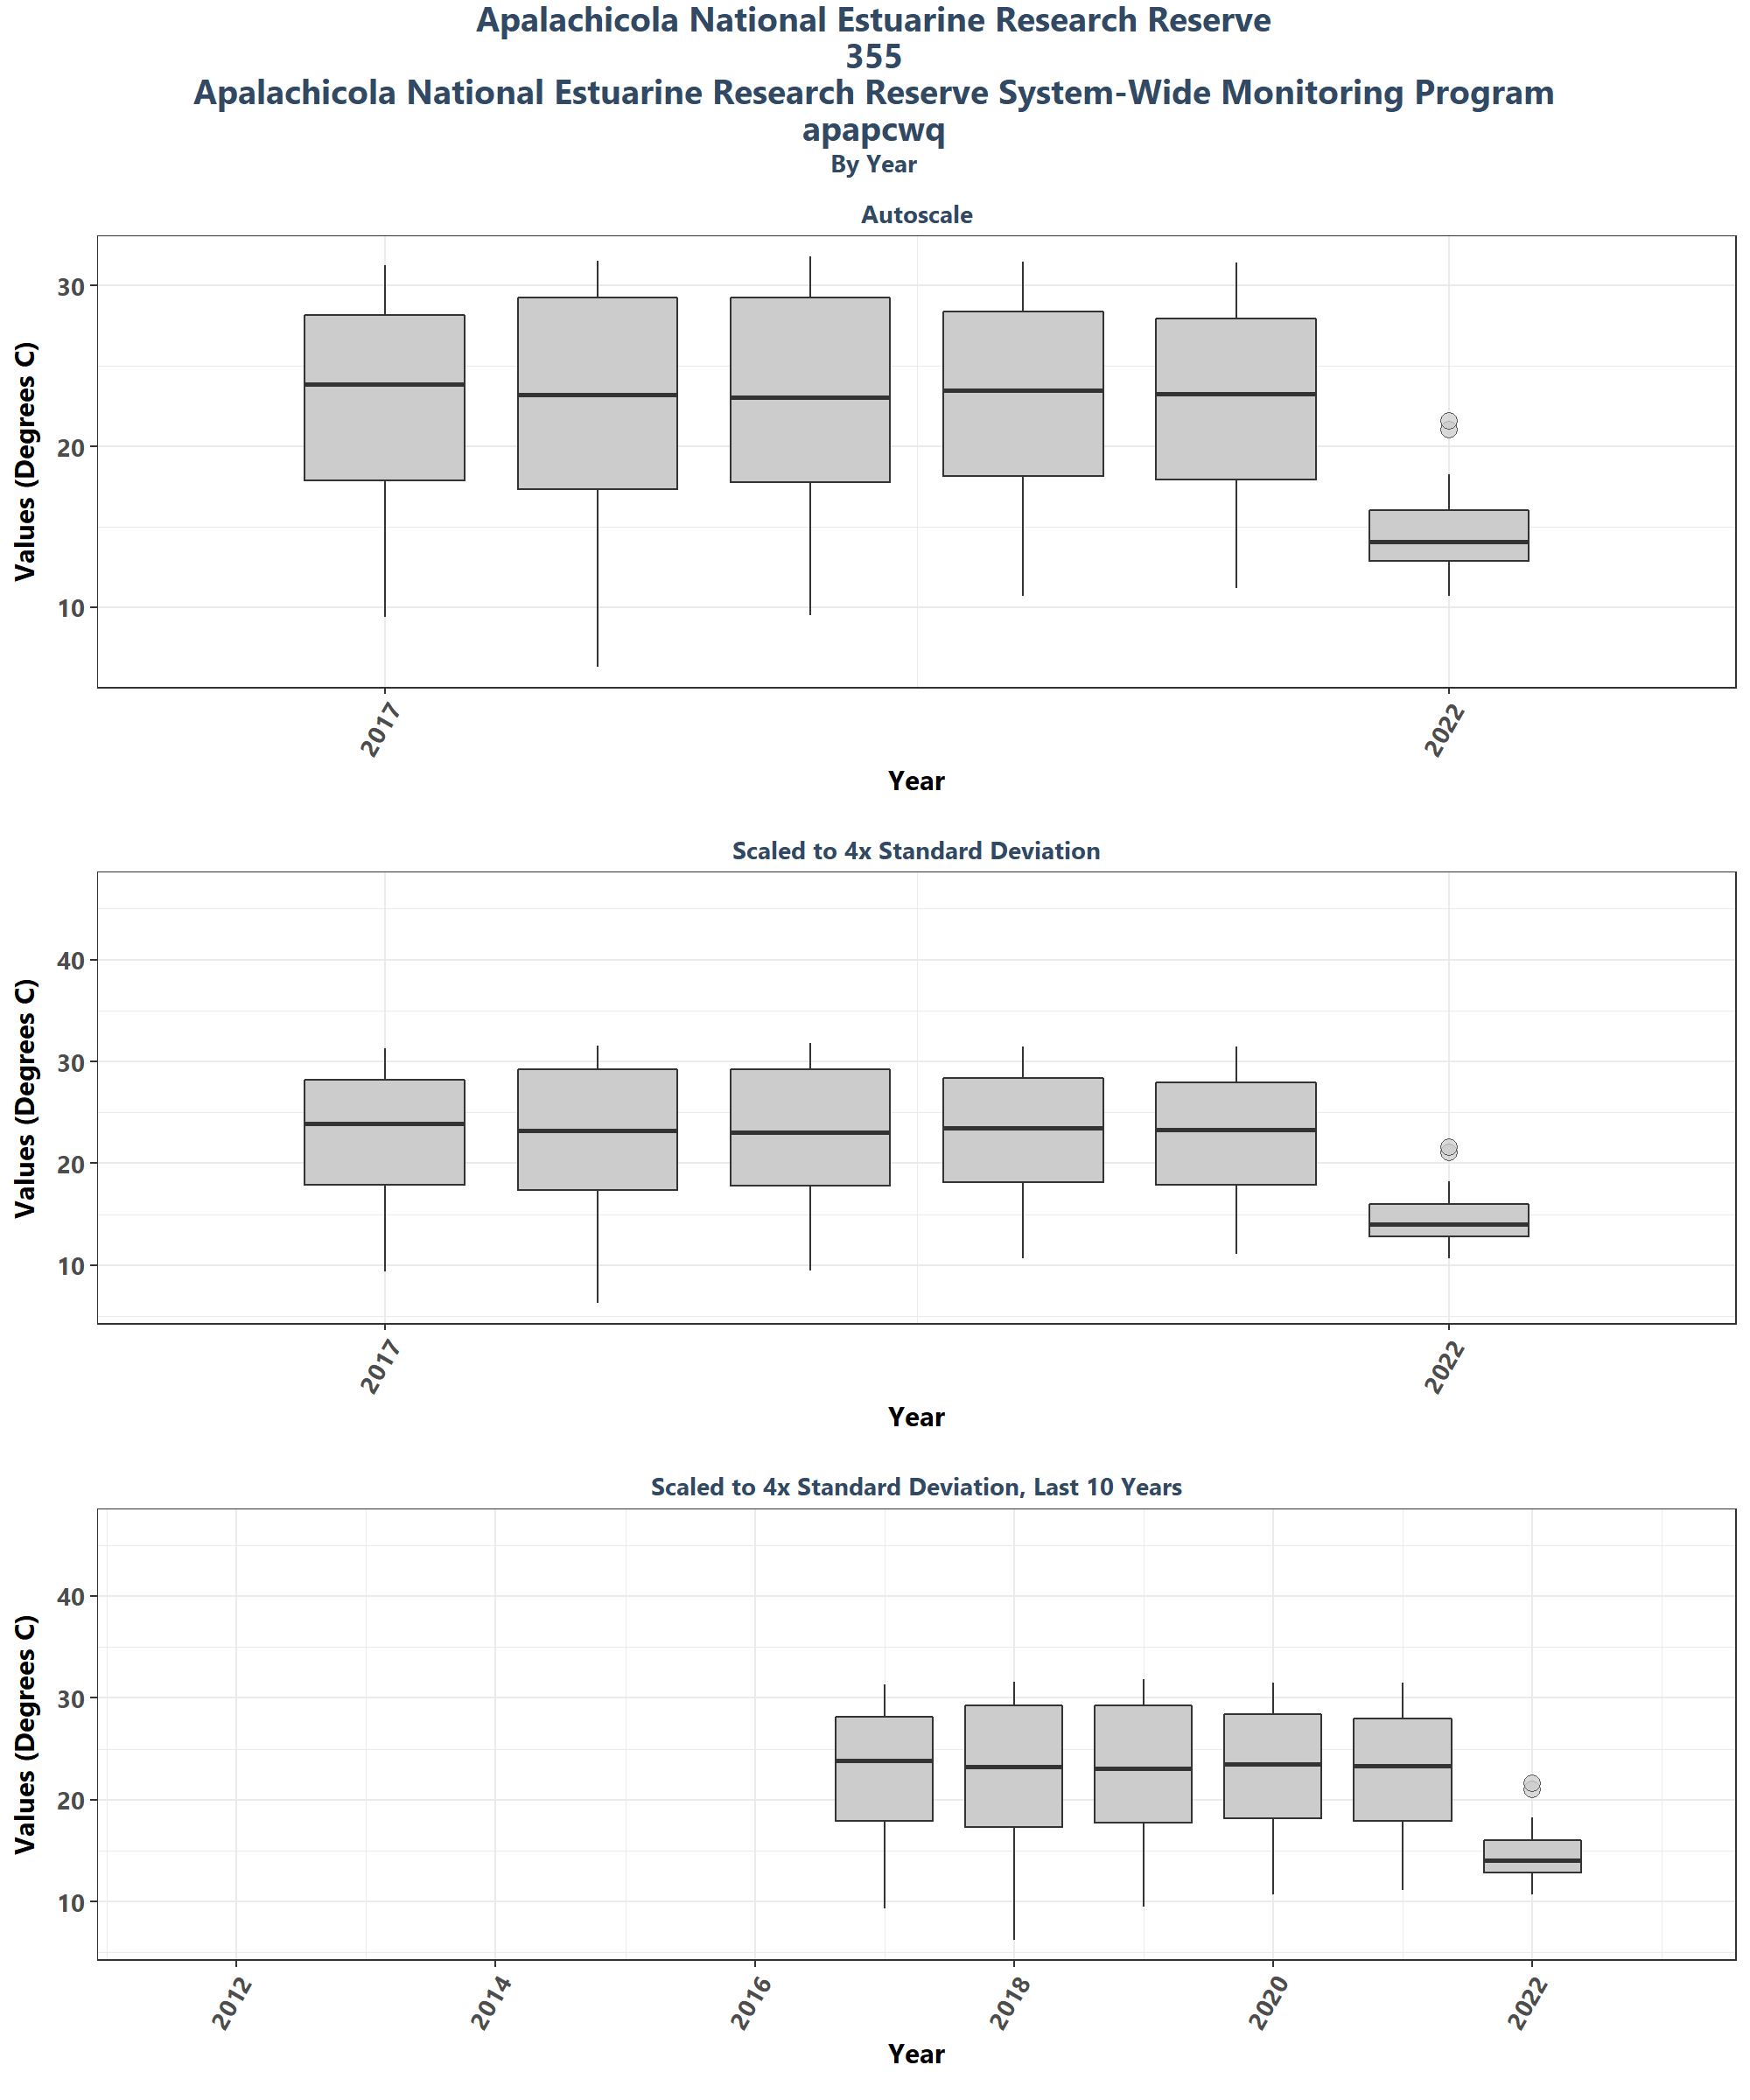 Apalachicola National Estuarine Research Reserve
355
Apalachicola National Estuarine Research Reserve System-Wide Monitoring Program
apapcwq
By Year
Autoscale
Values (Degrees C)
30
20
10
2017
2022
Year
Scaled to 4x Standard Deviation
Values (Degrees C)
40
30
20
10
2017
2022
Year
Scaled to 4x Standard Deviation, Last 10 Years
Values (Degrees C)
40
30
20
10
2012
2014
2016
2018
2020
2022
Year